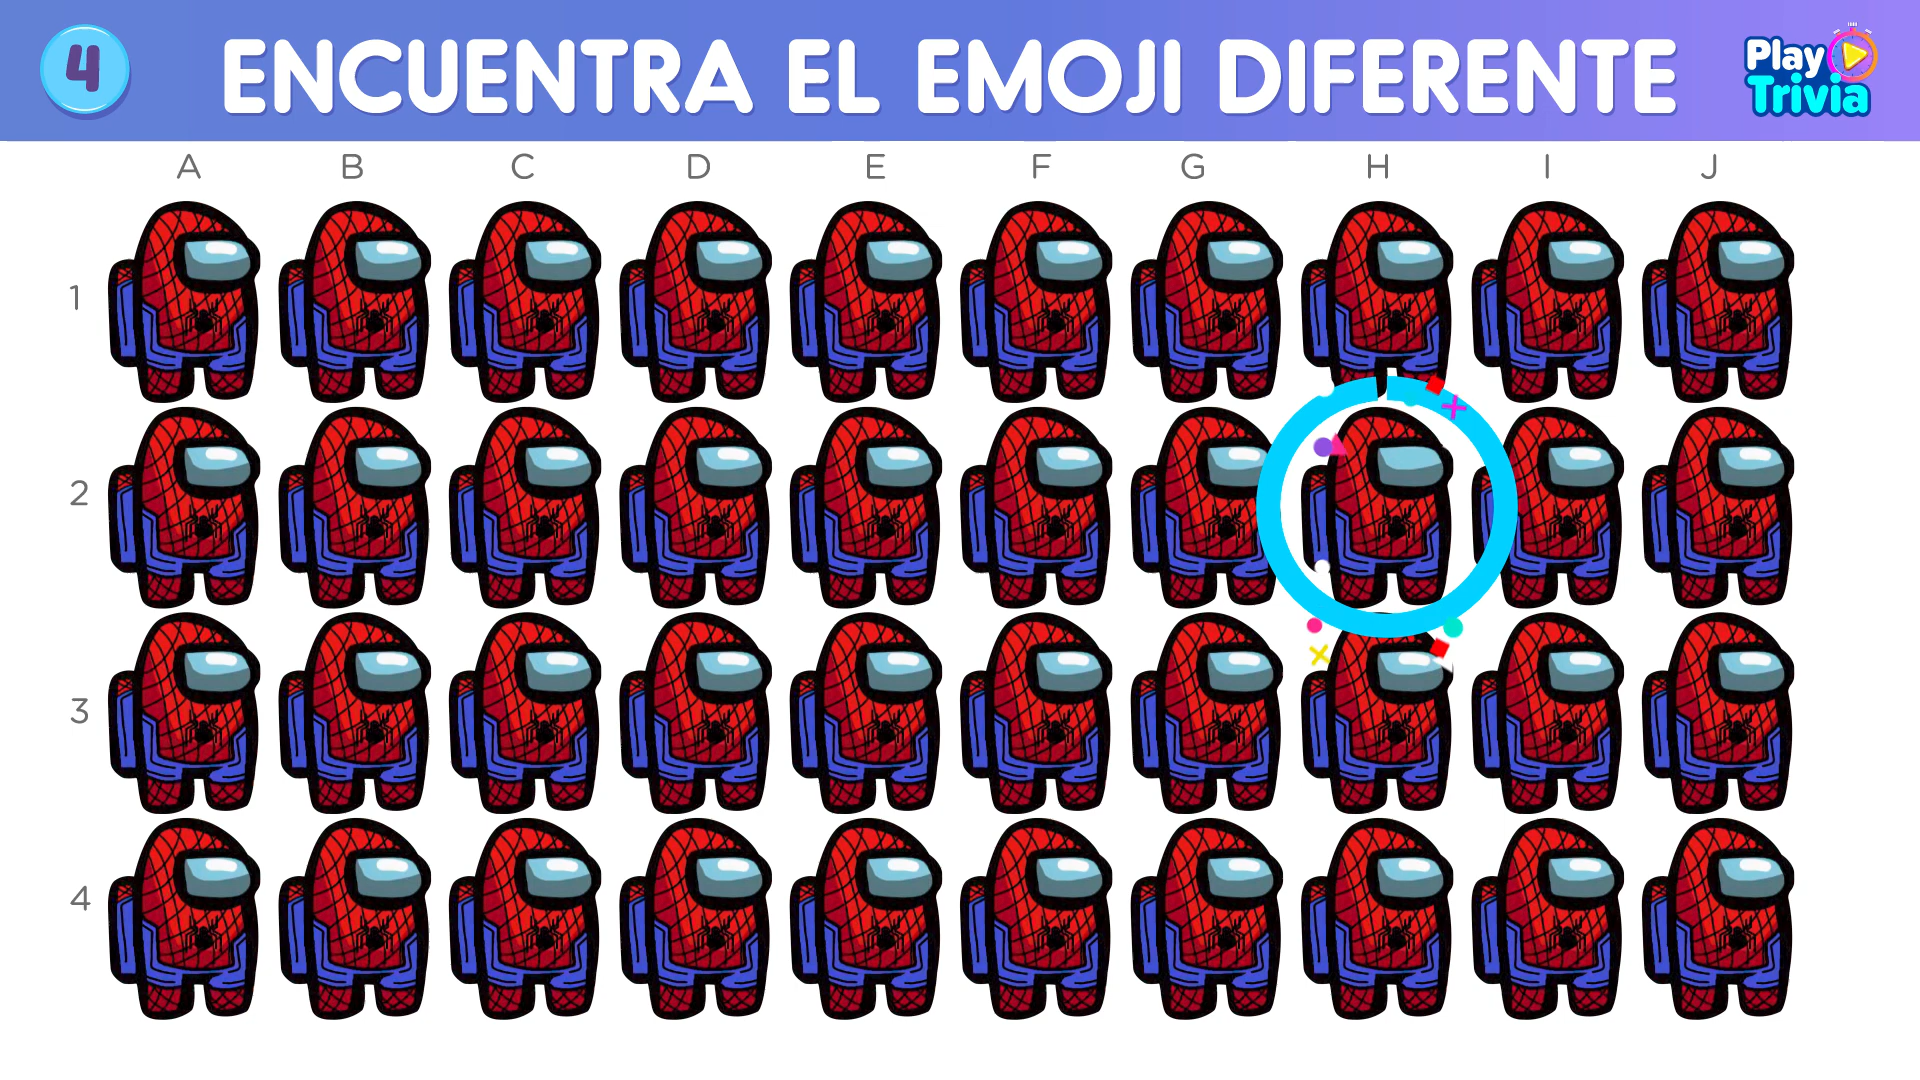 4 ENCUENTRA EL EMOJI DIFERENTE
Play
Trivia
A B C D E F G H I J
1
2
3
4